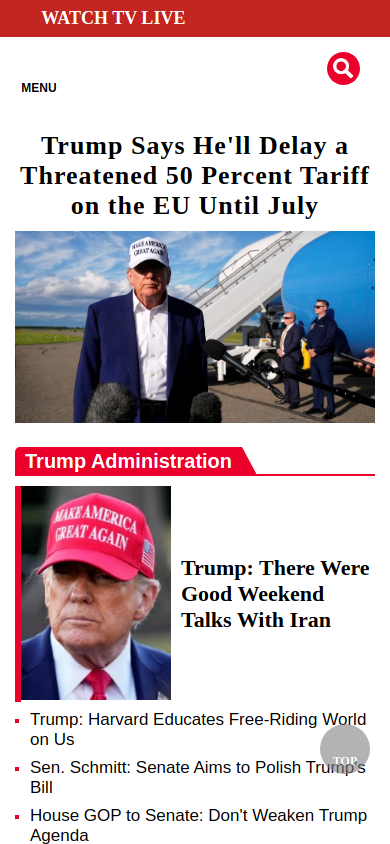 WATCH TV LIVE
MENU
Trump Says He'll Delay a
Threatened 50 Percent Tariff
on the EU Until July
MAKE AMERICA
GREAT AGAIN
Trump Administration
MAKE AMERICA
GREAT AGAIN
Trump: There Were
Good Weekend
Talks With Iran
Trump: Harvard Educates Free-Riding World
on Us
Sen. Schmitt: Senate Aims to Polish Trump's
Bill
TOP
House GOP to Senate: Don't Weaken Trump
Agenda